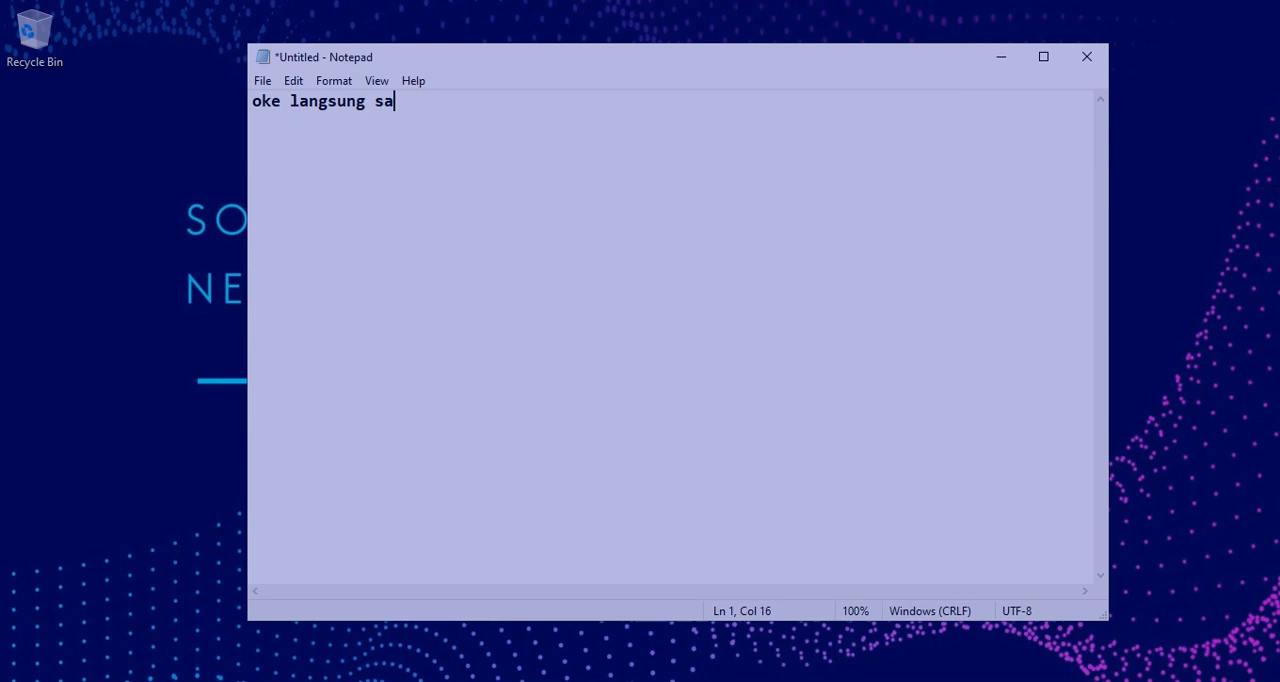 Recycle Bin
*Untitled - Notepad
File Edit Format View Help
oke langsung sa
SO
NE
Ln 1, Col 16 100% Windows (CRLF) UTF-8